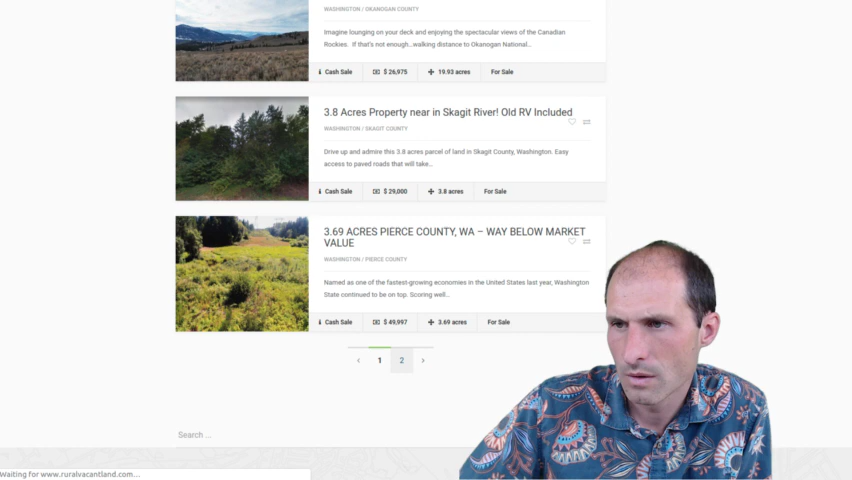 WASHINGTON / OKANOGAN COUNTY
Imagine lounging on your deck and enjoying the spectacular views of the Canadian
Rockies. If that's not enough...walking distance to Okanogan National...
Cash Sale $ 26,975 19.93 acres For Sale
3.8 Acres Property near in Skagit River! Old RV Included
WASHINGTON / SKAGIT COUNTY
Drive up and admire this 3.8 acres parcel of land in Skagit County, Washington. Easy
access to paved roads that will take...
Cash Sale $ 29,000 3.8 acres For Sale
3.69 ACRES PIERCE COUNTY, WA – WAY BELOW MARKET
VALUE
WASHINGTON / PIERCE COUNTY
Named as one of the fastest-growing economies in the United States last year, Washington
State continued to be on top. Scoring well...
Cash Sale $ 49,997 3.69 acres For Sale
‹ 1 2 ›
Search ...
Waiting for www.ruralvacantland.com...